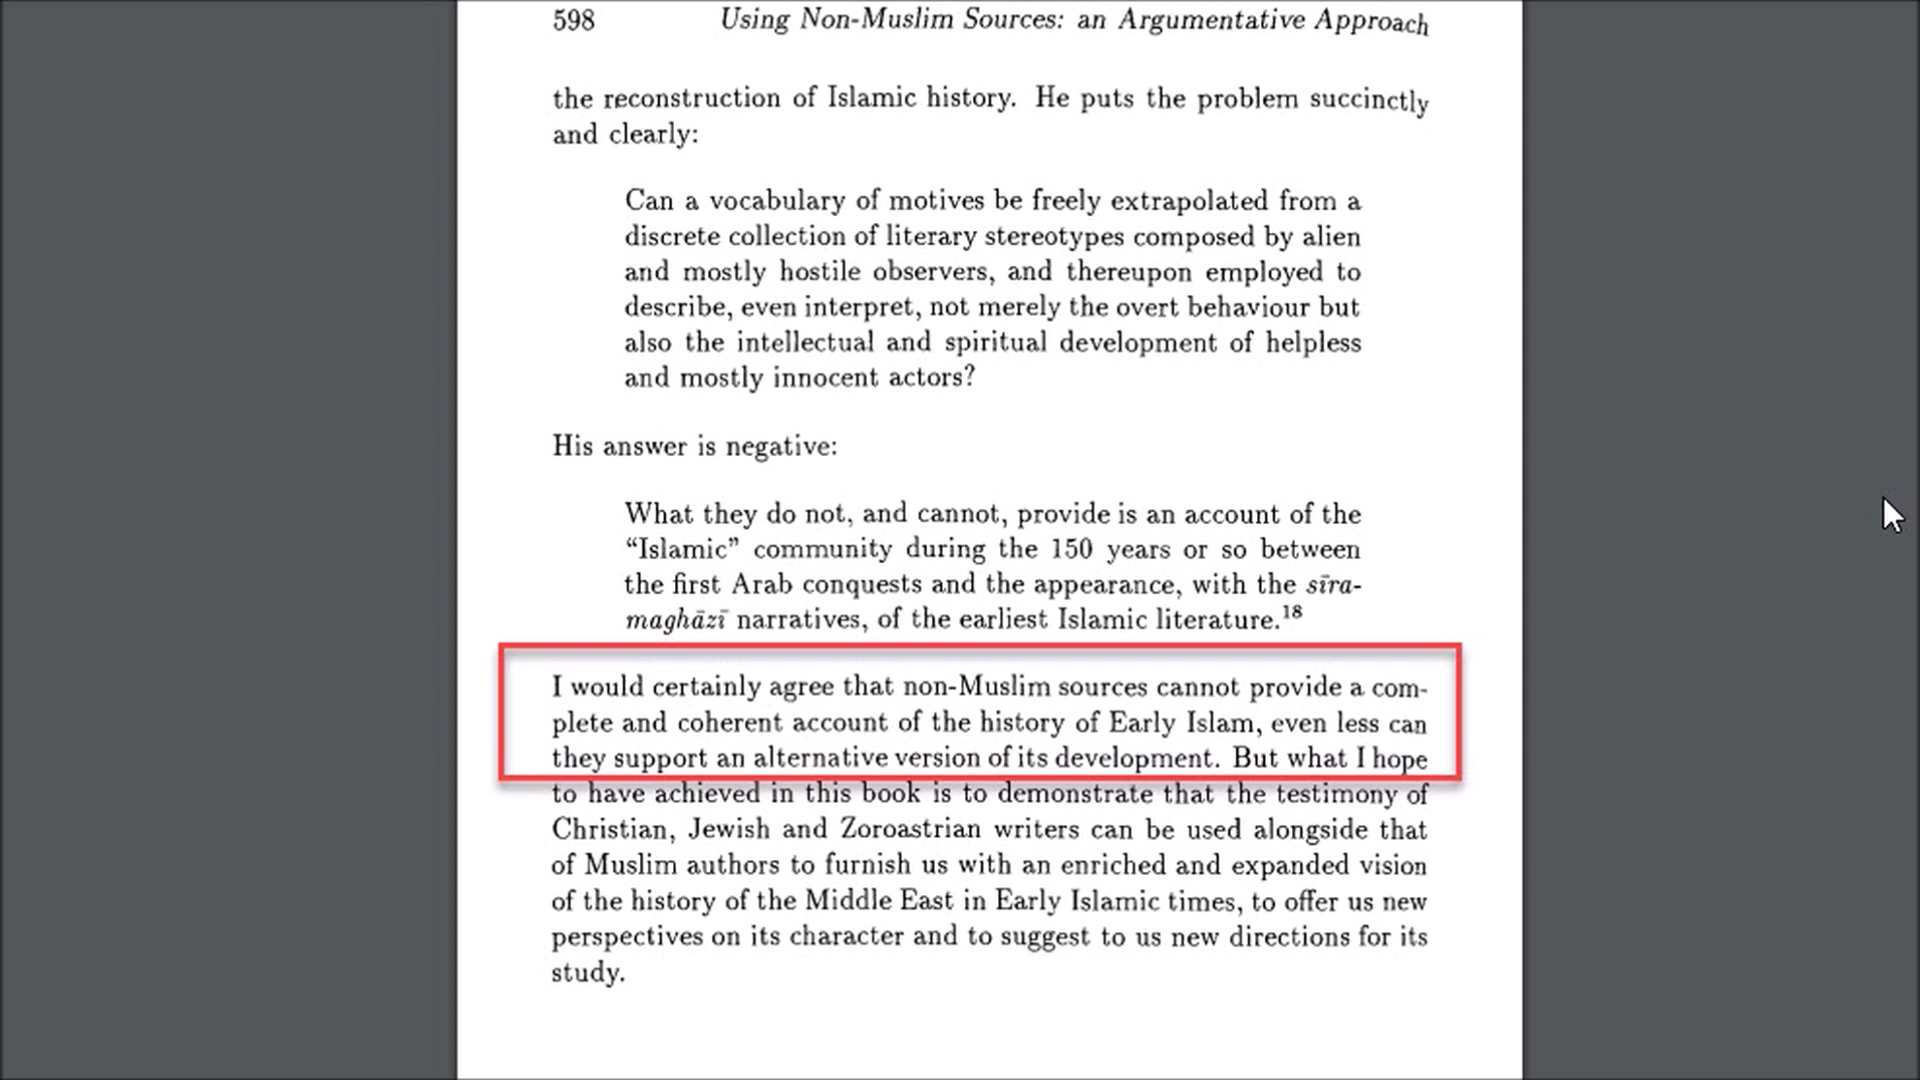 598 Using Non-Muslim Sources: an Argumentative Approach
the reconstruction of Islamic history. He puts the problem succinctly
and clearly:
Can a vocabulary of motives be freely extrapolated from a
discrete collection of literary stereotypes composed by alien
and mostly hostile observers, and thereupon employed to
describe, even interpret, not merely the overt behaviour but
also the intellectual and spiritual development of helpless
and mostly innocent actors?
His answer is negative:
What they do not, and cannot, provide is an account of the
“Islamic” community during the 150 years or so between
the first Arab conquests and the appearance, with the sīra-
maghāzī narratives, of the earliest Islamic literature.18
I would certainly agree that non-Muslim sources cannot provide a com-
plete and coherent account of the history of Early Islam, even less can
they support an alternative version of its development. But what I hope
to have achieved in this book is to demonstrate that the testimony of
Christian, Jewish and Zoroastrian writers can be used alongside that
of Muslim authors to furnish us with an enriched and expanded vision
of the history of the Middle East in Early Islamic times, to offer us new
perspectives on its character and to suggest to us new directions for its
study.